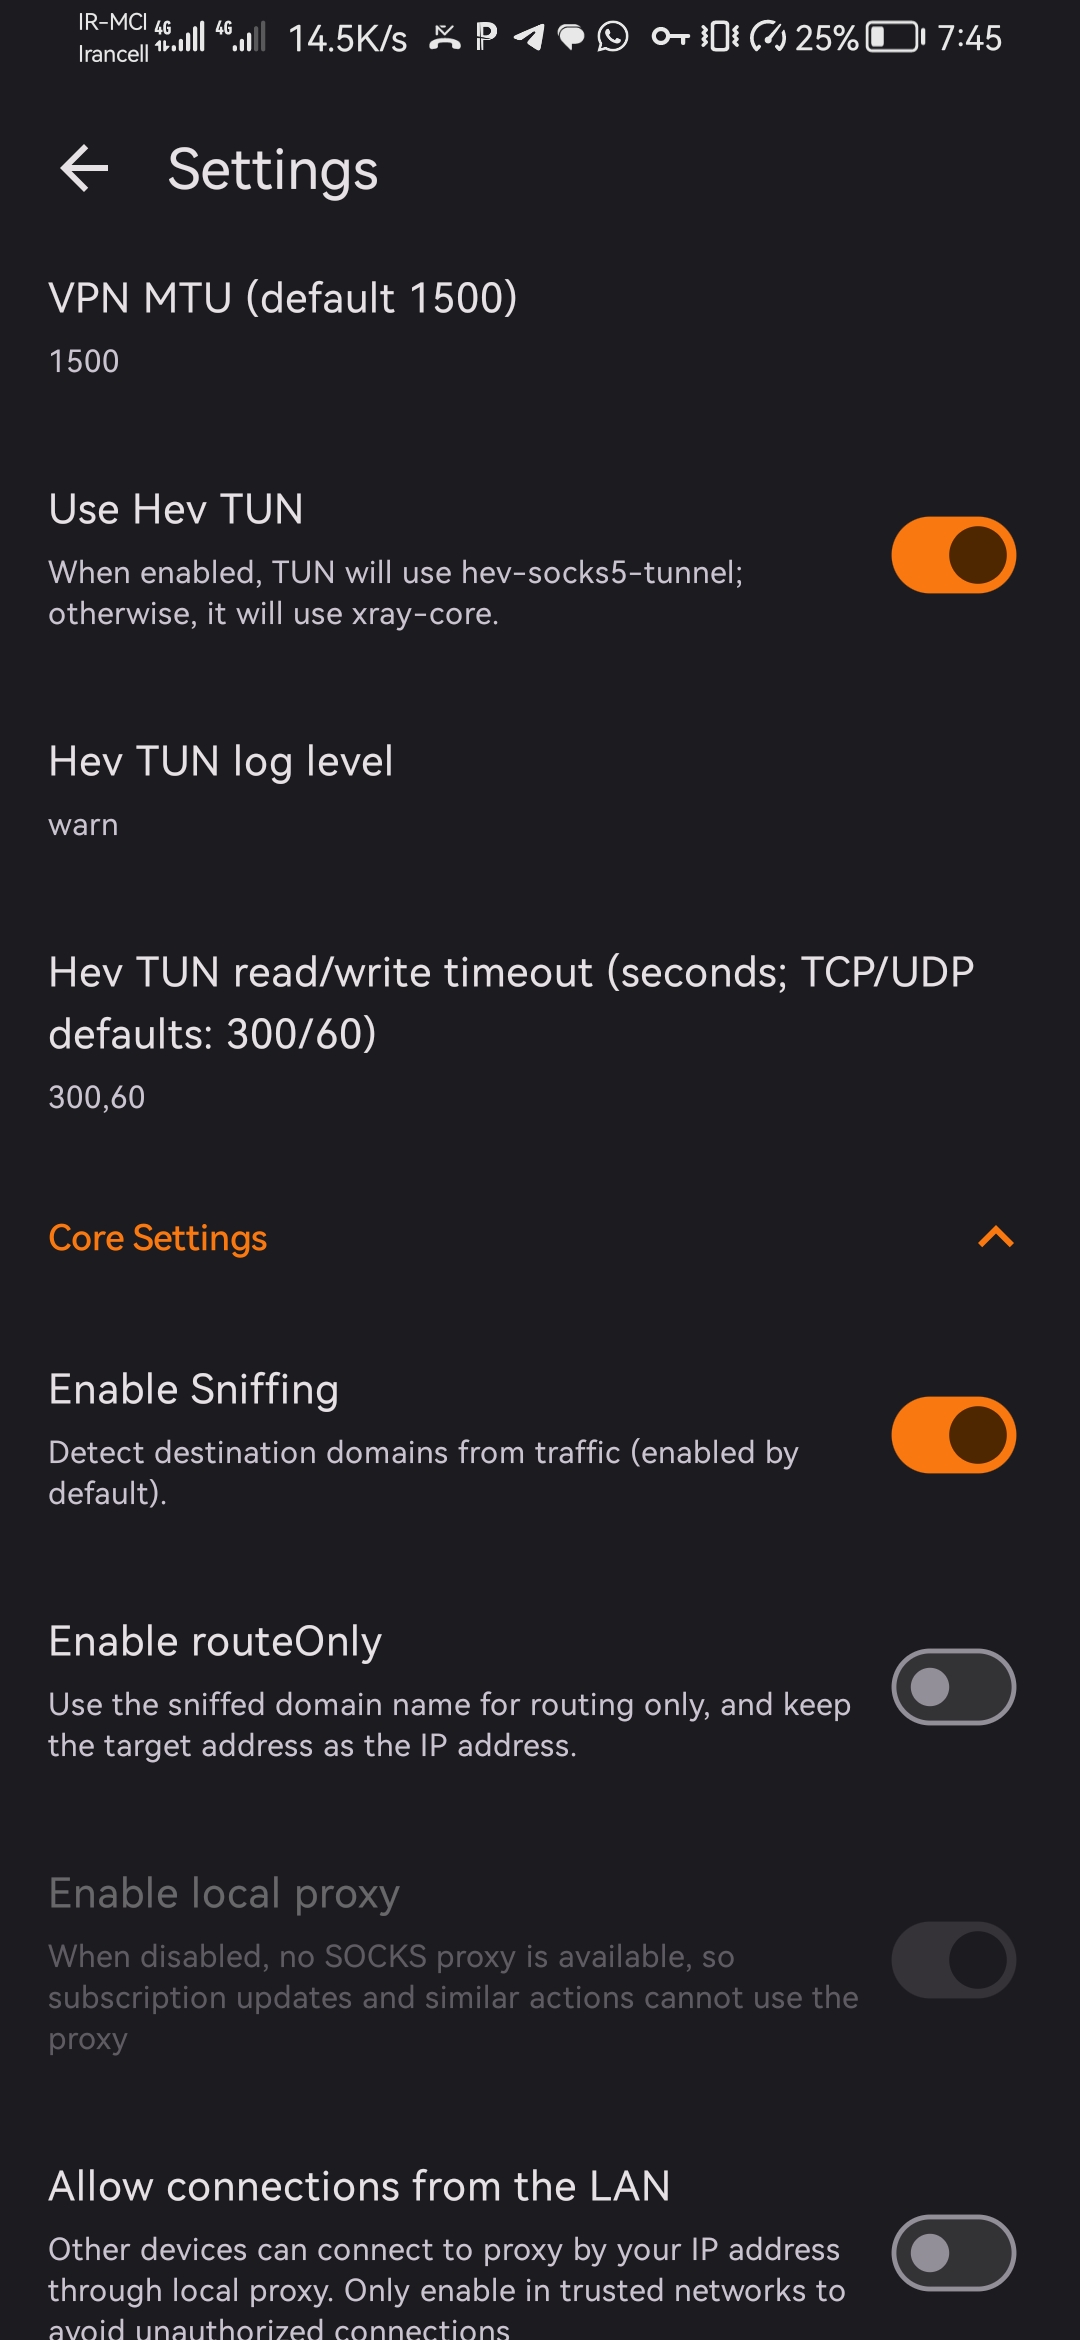 IR-MCI
Irancell
4G
4G
14.5K/s
25%
7:45
Settings
VPN MTU (default 1500)
1500
Use Hev TUN
When enabled, TUN will use hev-socks5-tunnel;
otherwise, it will use xray-core.
Hev TUN log level
warn
Hev TUN read/write timeout (seconds; TCP/UDP
defaults: 300/60)
300,60
Core Settings
Enable Sniffing
Detect destination domains from traffic (enabled by
default).
Enable routeOnly
Use the sniffed domain name for routing only, and keep
the target address as the IP address.
Enable local proxy
When disabled, no SOCKS proxy is available, so
subscription updates and similar actions cannot use the
proxy
Allow connections from the LAN
Other devices can connect to proxy by your IP address
through local proxy. Only enable in trusted networks to
avoid unauthorized connections